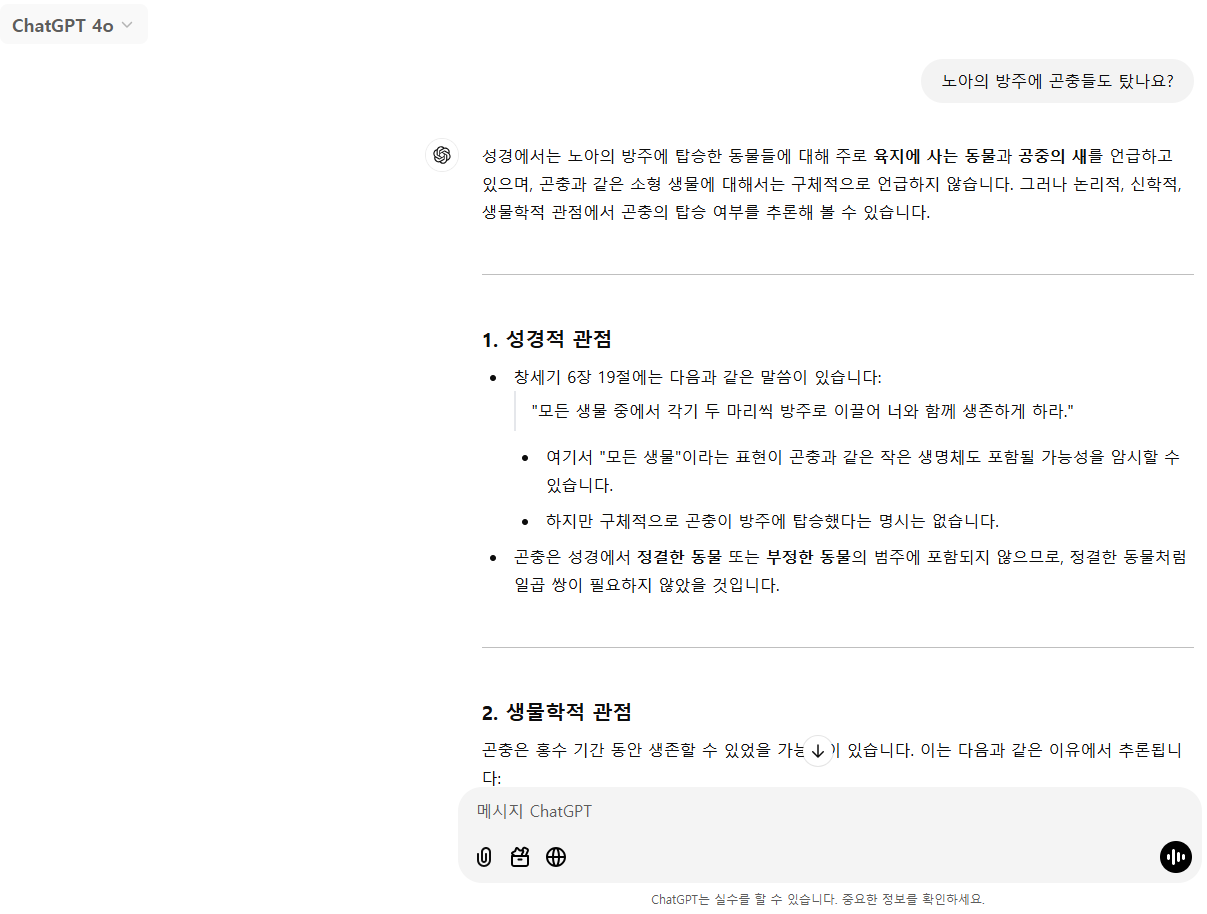 ChatGPT 4o
노아의 방주에 곤충들도 탔나요?
성경에서는 노아의 방주에 탑승한 동물들에 대해 주로 육지에 사는 동물과 공중의 새를 언급하고
있으며, 곤충과 같은 소형 생물에 대해서는 구체적으로 언급하지 않습니다. 그러나 논리적, 신학적,
생물학적 관점에서 곤충의 탑승 여부를 추론해 볼 수 있습니다.
1. 성경적 관점
• 창세기 6장 19절에는 다음과 같은 말씀이 있습니다:
"모든 생물 중에서 각기 두 마리씩 방주로 이끌어 너와 함께 생존하게 하라."
• 여기서 "모든 생물"이라는 표현이 곤충과 같은 작은 생명체도 포함될 가능성을 암시할 수
있습니다.
• 하지만 구체적으로 곤충이 방주에 탑승했다는 명시는 없습니다.
• 곤충은 성경에서 정결한 동물 또는 부정한 동물의 범주에 포함되지 않으므로, 정결한 동물처럼
일곱 쌍이 필요하지 않았을 것입니다.
2. 생물학적 관점
곤충은 홍수 기간 동안 생존할 수 있었을 있습니다. 이는 다음과 같은 이유에서 추론됩니
다:
메시지 ChatGPT
ChatGPT는 실수를 할 수 있습니다. 중요한 정보를 확인하세요.